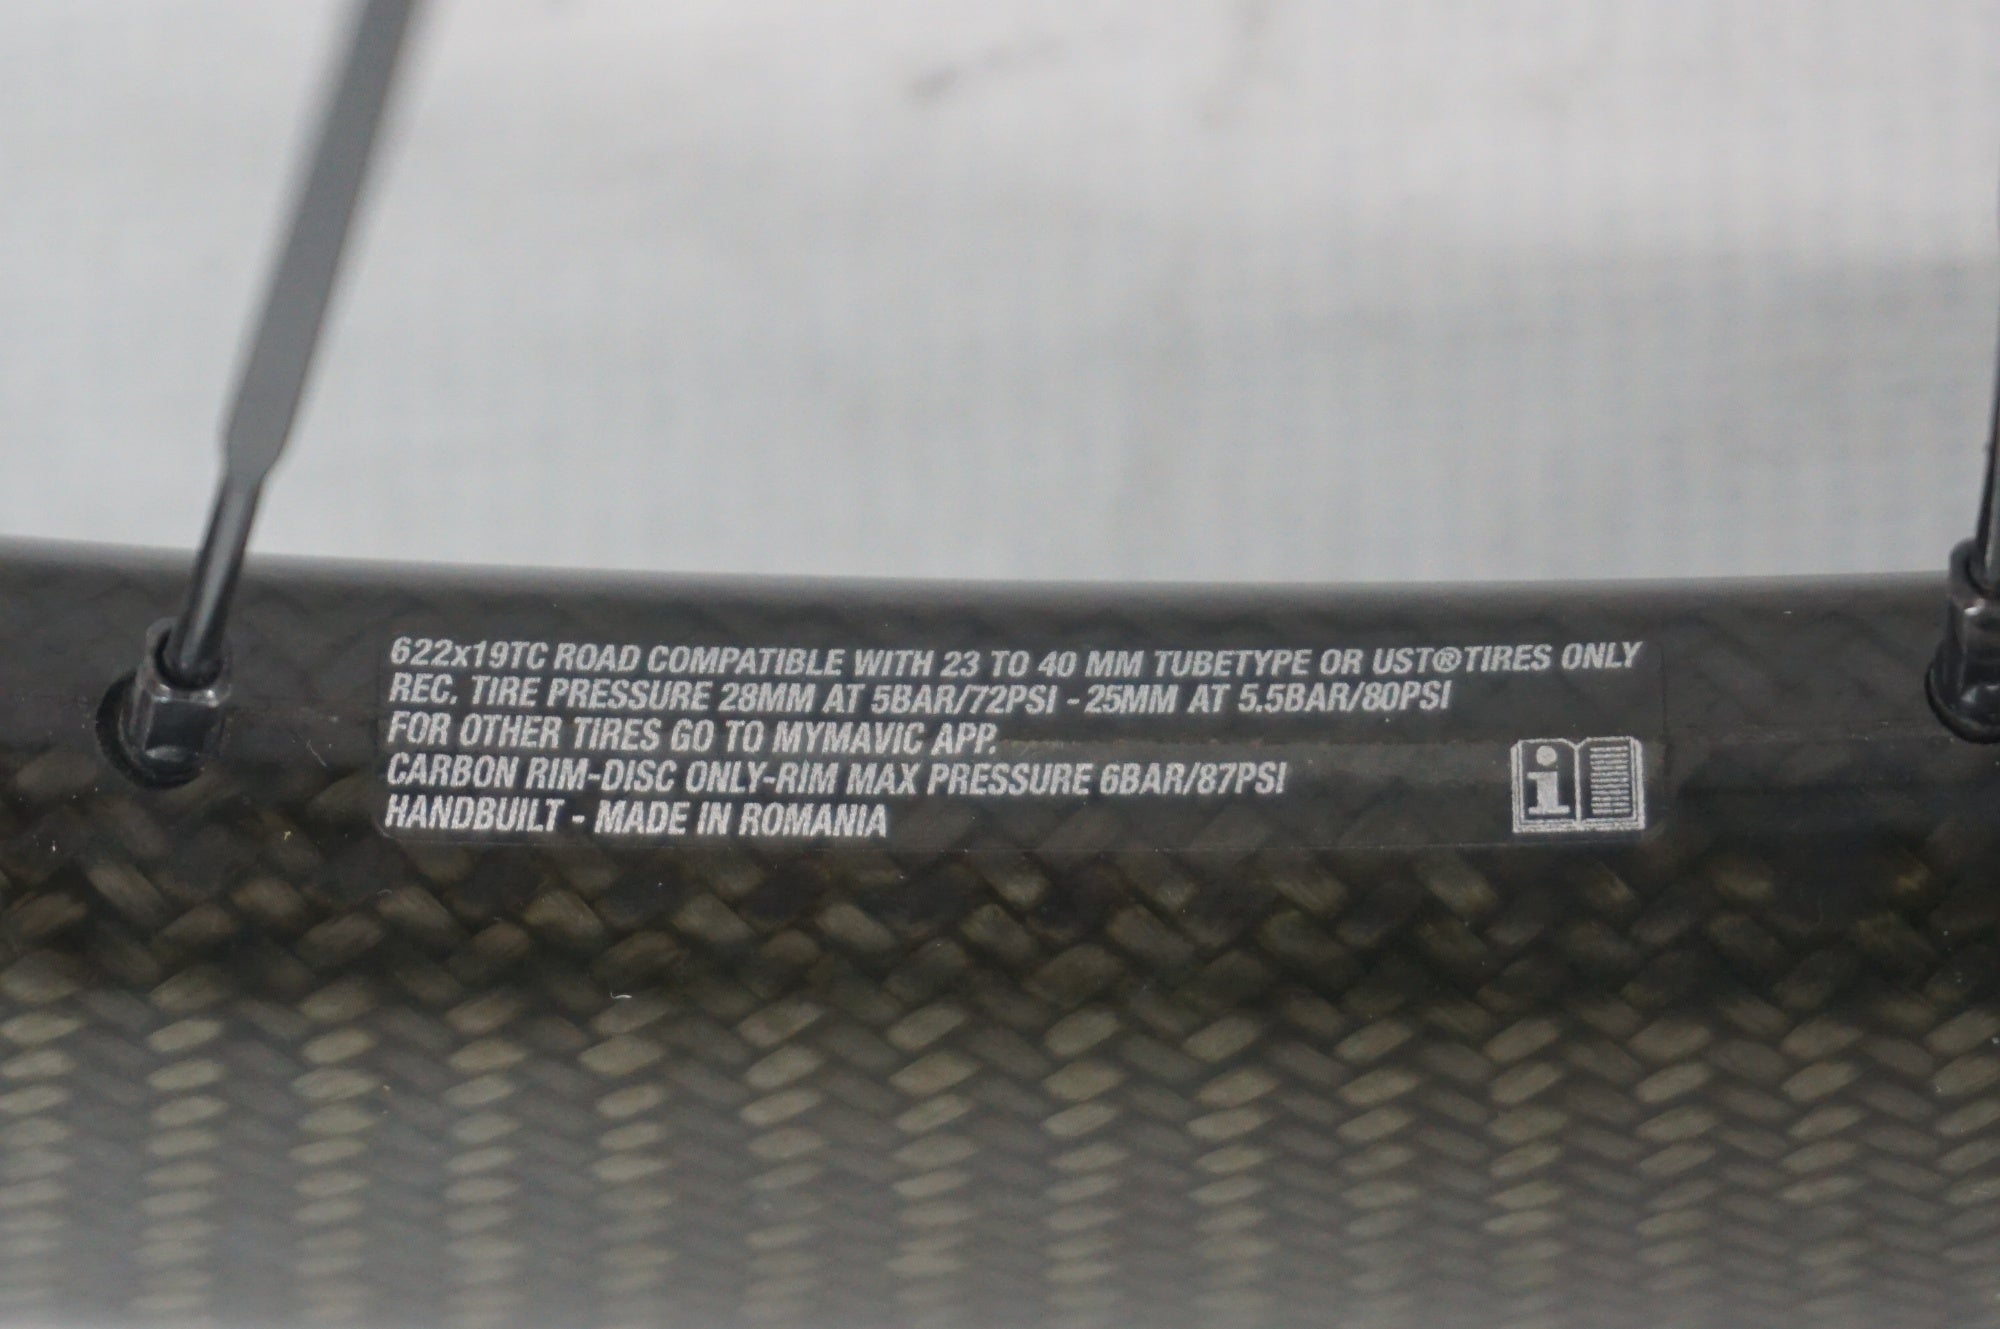 622x19TC ROAD COMPATIBLE WITH 23 TO 40 MM TUBETYPE OR UST® TIRES ONLY
REC. TIRE PRESSURE 28MM AT 5BAR/72PSI - 25MM AT 5.5BAR/80PSI
FOR OTHER TIRES GO TO MYMAVIC APP.
CARBON RIM-DISC ONLY-RIM MAX PRESSURE 6BAR/87PSI
HANDBUILT - MADE IN ROMANIA